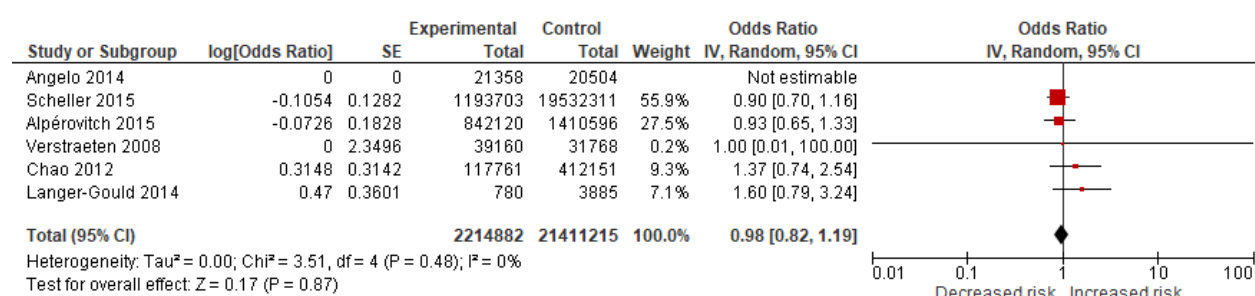 Experimental Control Odds Ratio Odds Ratio
Study or Subgroup log[Odds Ratio] SE Total Total Weight IV, Random, 95% CI IV, Random, 95% CI
Angelo 2014 0 0 21358 20504 Not estimable
Scheller 2015 -0.1054 0.1282 1193703 19532311 55.9% 0.90 [0.70, 1.16]
Alpérovitch 2015 -0.0726 0.1828 842120 1410596 27.5% 0.93 [0.65, 1.33]
Verstraeten 2008 0 2.3496 39160 31768 0.2% 1.00 [0.01, 100.00]
Chao 2012 0.3148 0.3142 117761 412151 9.3% 1.37 [0.74, 2.54]
Langer-Gould 2014 0.47 0.3601 780 3885 7.1% 1.60 [0.79, 3.24]
Total (95% CI) 2214882 21411215 100.0% 0.98 [0.82, 1.19]
Heterogeneity: Tau² = 0.00; Chi² = 3.51, df = 4 (P = 0.48); I² = 0%
Test for overall effect: Z = 0.17 (P = 0.87)
0.01 0.1 1 10 100
Decreased risk Increased risk